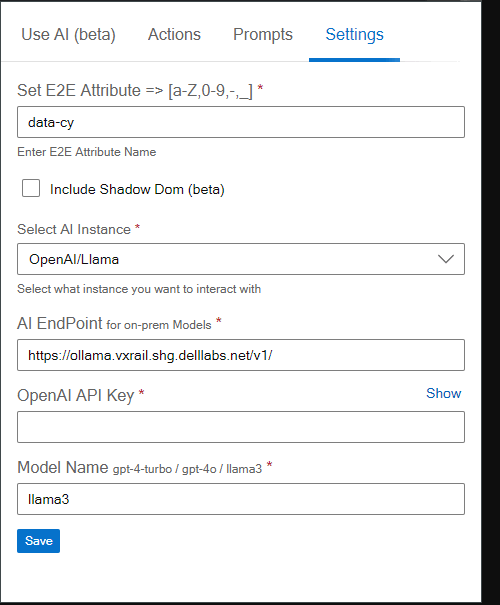 Use AI (beta) Actions Prompts Settings
Set E2E Attribute => [a-Z,0-9,-,_] *
data-cy
Enter E2E Attribute Name
Include Shadow Dom (beta)
Select AI Instance *
OpenAI/Llama
Select what instance you want to interact with
AI EndPoint for on-prem Models *
https://ollama.vxrail.shg.delllabs.net/v1/
OpenAI API Key * Show
Model Name gpt-4-turbo / gpt-4o / llama3 *
llama3
Save